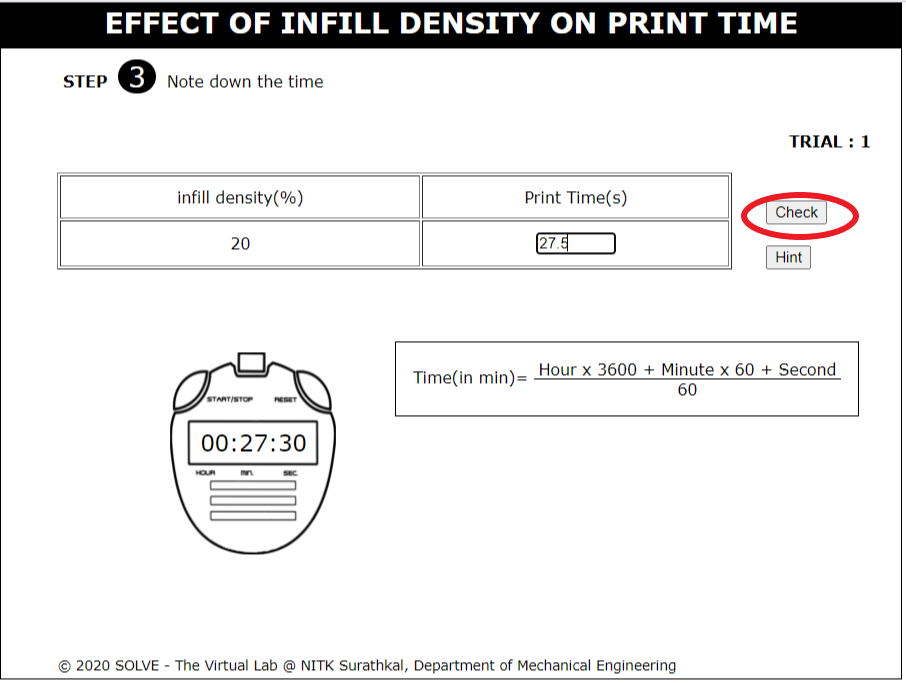 EFFECT OF INFILL DENSITY ON PRINT TIME
STEP 3 Note down the time
TRIAL : 1
infill density(%) Print Time(s)
Check
20 27.5
Hint
Time(in min)= Hour x 3600 + Minute x 60 + Second
60
START/STOP RESET
00:27:30
HOUR MIN. SEC.
© 2020 SOLVE - The Virtual Lab @ NITK Surathkal, Department of Mechanical Engineering